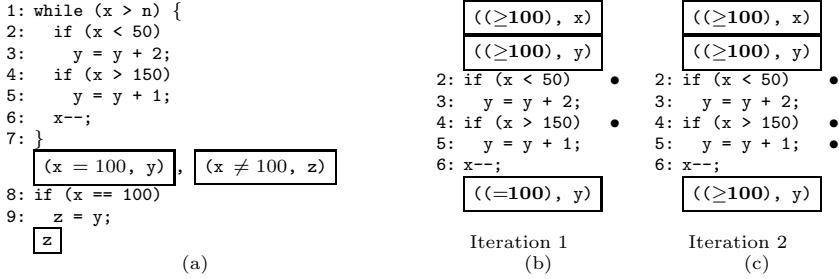 1: while (x > n) {
2: if (x < 50)
3: y = y + 2;
4: if (x > 150)
5: y = y + 1;
6: x--;
7: }
(x = 100, y), (x ≠ 100, z)
8: if (x == 100)
9: z = y;
z
(a)
((≥100), x)
((≥100), y)
2: if (x < 50) •
3: y = y + 2;
4: if (x > 150) •
5: y = y + 1;
6: x--;
((=100), y)
Iteration 1
(b)
((≥100), x)
((≥100), y)
2: if (x < 50) •
3: y = y + 2;
4: if (x > 150) •
5: y = y + 1; •
6: x--;
((≥100), y)
Iteration 2
(c)